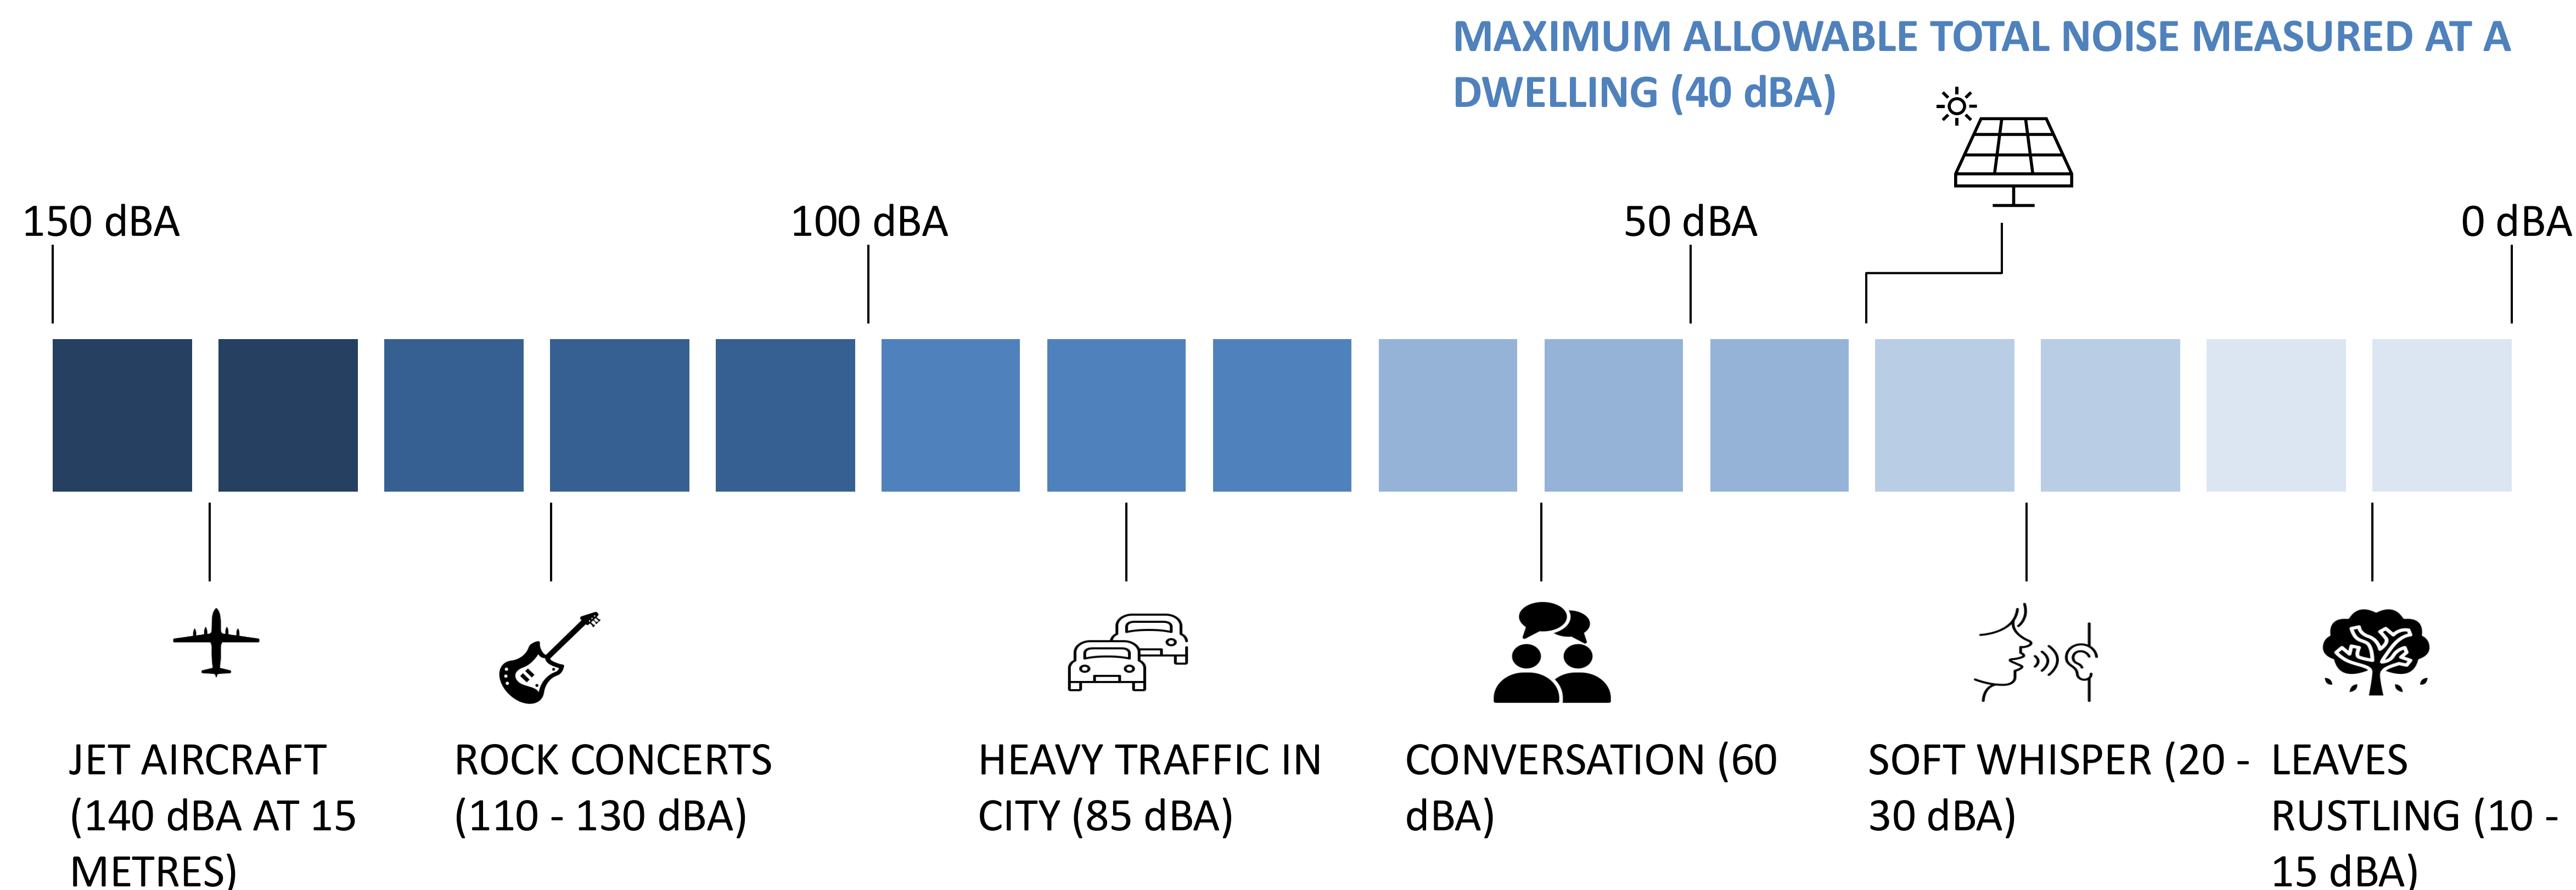 MAXIMUM ALLOWABLE TOTAL NOISE MEASURED AT A
DWELLING (40 dBA)
150 dBA
100 dBA
50 dBA
0 dBA
JET AIRCRAFT
(140 dBA AT 15
METRES)
ROCK CONCERTS
(110 - 130 dBA)
HEAVY TRAFFIC IN
CITY (85 dBA)
CONVERSATION (60
dBA)
SOFT WHISPER (20 -
30 dBA)
LEAVES
RUSTLING (10 -
15 dBA)